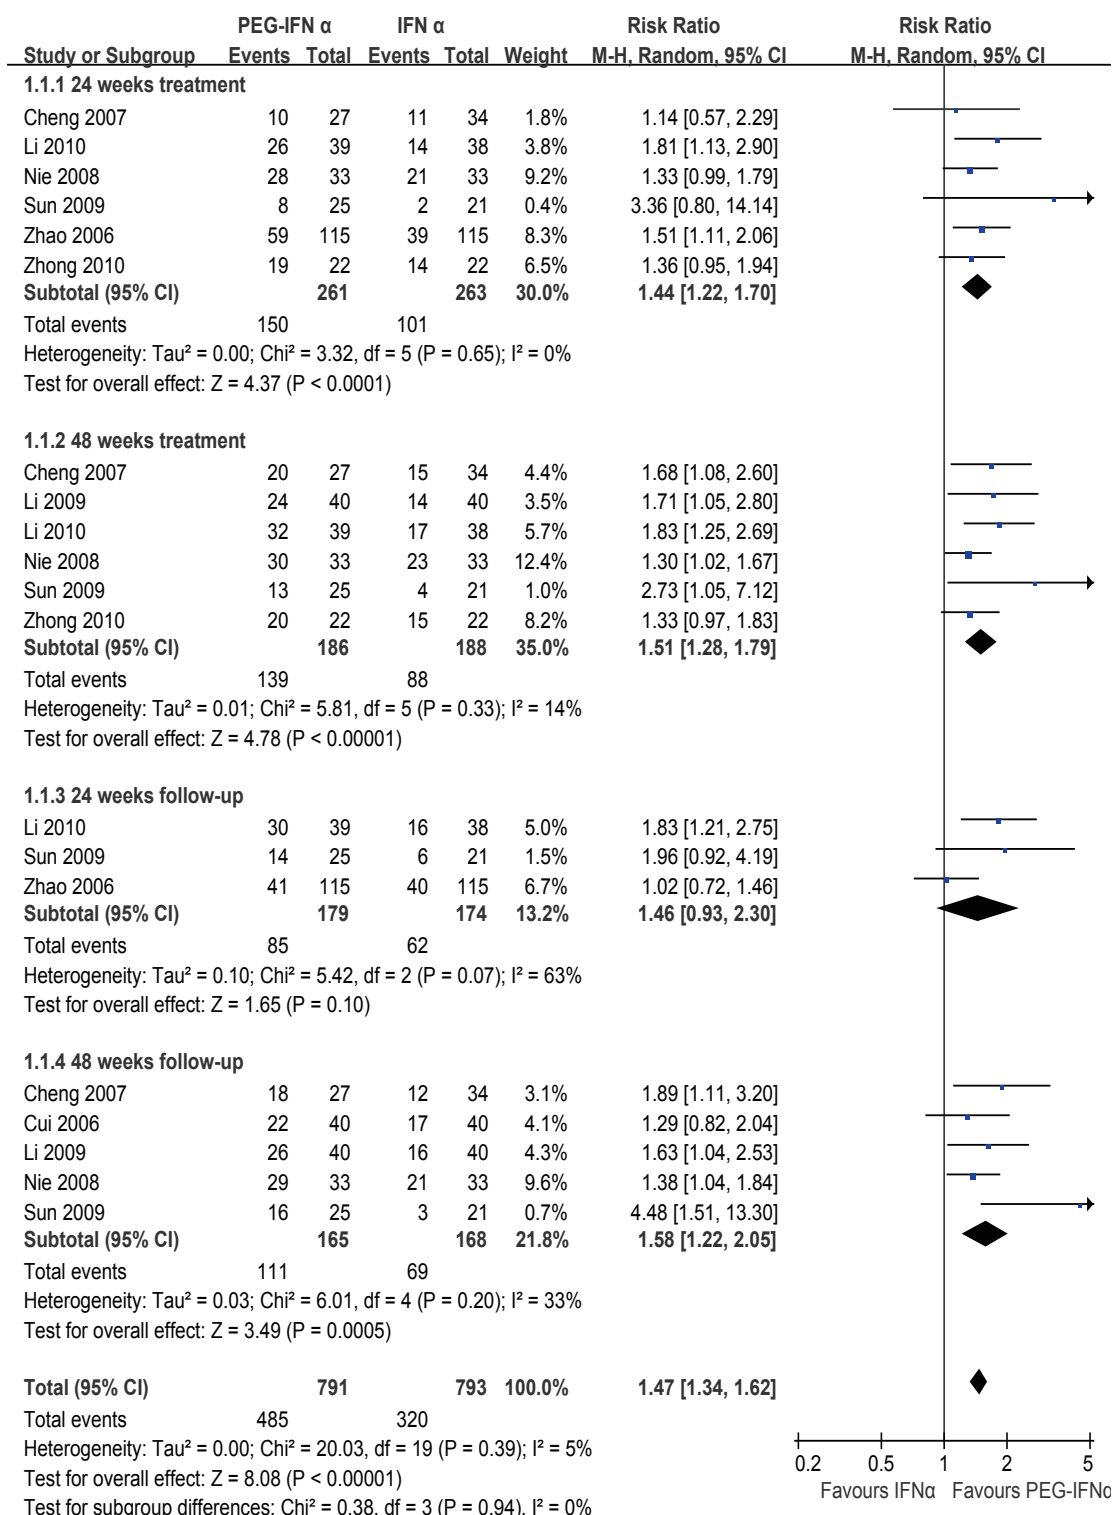 PEG-IFN α IFN α Risk Ratio Risk Ratio
Study or Subgroup Events Total Events Total Weight M-H, Random, 95% CI M-H, Random, 95% CI
1.1.1 24 weeks treatment
Cheng 2007 10 27 11 34 1.8% 1.14 [0.57, 2.29]
Li 2010 26 39 14 38 3.8% 1.81 [1.13, 2.90]
Nie 2008 28 33 21 33 9.2% 1.33 [0.99, 1.79]
Sun 2009 8 25 2 21 0.4% 3.36 [0.80, 14.14]
Zhao 2006 59 115 39 115 8.3% 1.51 [1.11, 2.06]
Zhong 2010 19 22 14 22 6.5% 1.36 [0.95, 1.94]
Subtotal (95% CI) 261 263 30.0% 1.44 [1.22, 1.70]
Total events 150 101
Heterogeneity: Tau² = 0.00; Chi² = 3.32, df = 5 (P = 0.65); I² = 0%
Test for overall effect: Z = 4.37 (P < 0.0001)
1.1.2 48 weeks treatment
Cheng 2007 20 27 15 34 4.4% 1.68 [1.08, 2.60]
Li 2009 24 40 14 40 3.5% 1.71 [1.05, 2.80]
Li 2010 32 39 17 38 5.7% 1.83 [1.25, 2.69]
Nie 2008 30 33 23 33 12.4% 1.30 [1.02, 1.67]
Sun 2009 13 25 4 21 1.0% 2.73 [1.05, 7.12]
Zhong 2010 20 22 15 22 8.2% 1.33 [0.97, 1.83]
Subtotal (95% CI) 186 188 35.0% 1.51 [1.28, 1.79]
Total events 139 88
Heterogeneity: Tau² = 0.01; Chi² = 5.81, df = 5 (P = 0.33); I² = 14%
Test for overall effect: Z = 4.78 (P < 0.00001)
1.1.3 24 weeks follow-up
Li 2010 30 39 16 38 5.0% 1.83 [1.21, 2.75]
Sun 2009 14 25 6 21 1.5% 1.96 [0.92, 4.19]
Zhao 2006 41 115 40 115 6.7% 1.02 [0.72, 1.46]
Subtotal (95% CI) 179 174 13.2% 1.46 [0.93, 2.30]
Total events 85 62
Heterogeneity: Tau² = 0.10; Chi² = 5.42, df = 2 (P = 0.07); I² = 63%
Test for overall effect: Z = 1.65 (P = 0.10)
1.1.4 48 weeks follow-up
Cheng 2007 18 27 12 34 3.1% 1.89 [1.11, 3.20]
Cui 2006 22 40 17 40 4.1% 1.29 [0.82, 2.04]
Li 2009 26 40 16 40 4.3% 1.63 [1.04, 2.53]
Nie 2008 29 33 21 33 9.6% 1.38 [1.04, 1.84]
Sun 2009 16 25 3 21 0.7% 4.48 [1.51, 13.30]
Subtotal (95% CI) 165 168 21.8% 1.58 [1.22, 2.05]
Total events 111 69
Heterogeneity: Tau² = 0.03; Chi² = 6.01, df = 4 (P = 0.20); I² = 33%
Test for overall effect: Z = 3.49 (P = 0.0005)
Total (95% CI) 791 793 100.0% 1.47 [1.34, 1.62]
Total events 485 320
Heterogeneity: Tau² = 0.00; Chi² = 20.03, df = 19 (P = 0.39); I² = 5%
Test for overall effect: Z = 8.08 (P < 0.00001)
Test for subgroup differences: Chi² = 0.38, df = 3 (P = 0.94), I² = 0%
0.2 0.5 1 2 5
Favours IFNα Favours PEG-IFNα